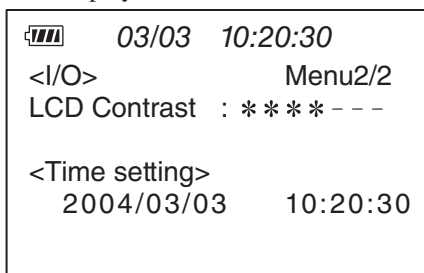 03/03 10:20:30
<I/O> Menu2/2
LCD Contrast : ****---
<Time setting>
2004/03/03 10:20:30